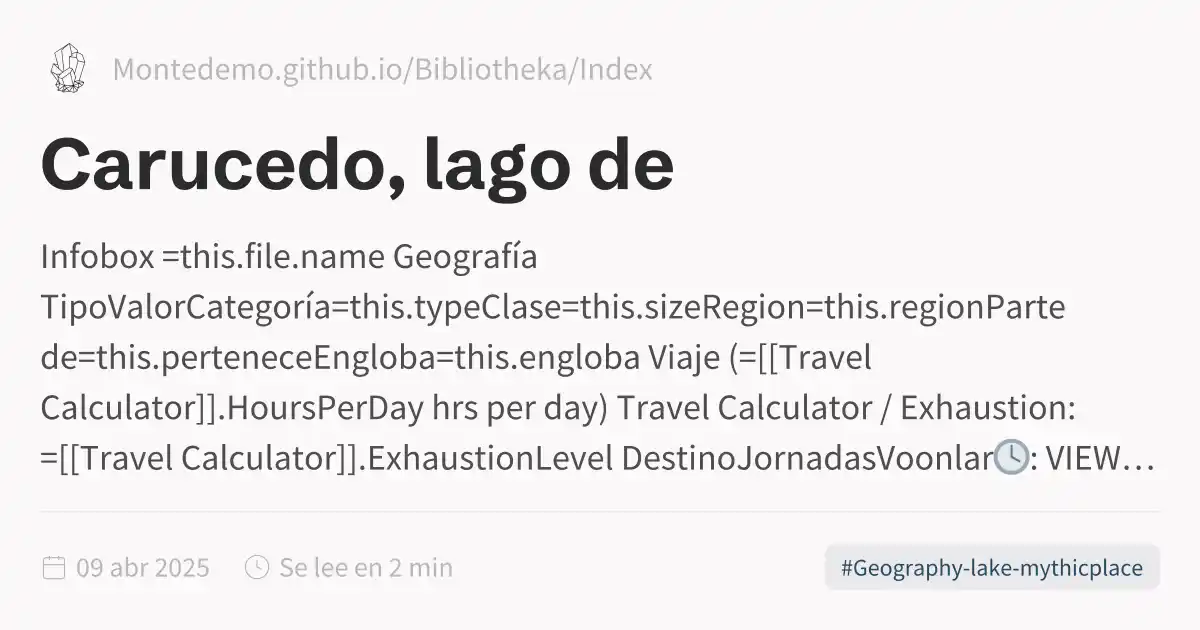 Montedemo.github.io/Bibliotheka/Index
Carucedo, lago de
Infobox =this.file.name Geografía
TipoValorCategoría=this.typeClase=this.sizeRegion=this.regionParte
de=this.perteneceEngloba=this.engloba Viaje (=[[Travel
Calculator]].HoursPerDay hrs per day) Travel Calculator / Exhaustion:
=[[Travel Calculator]].ExhaustionLevel DestinoJornadasVoonlar🕓: VIEW…
09 abr 2025
Se lee en 2 min
#Geography-lake-mythicplace